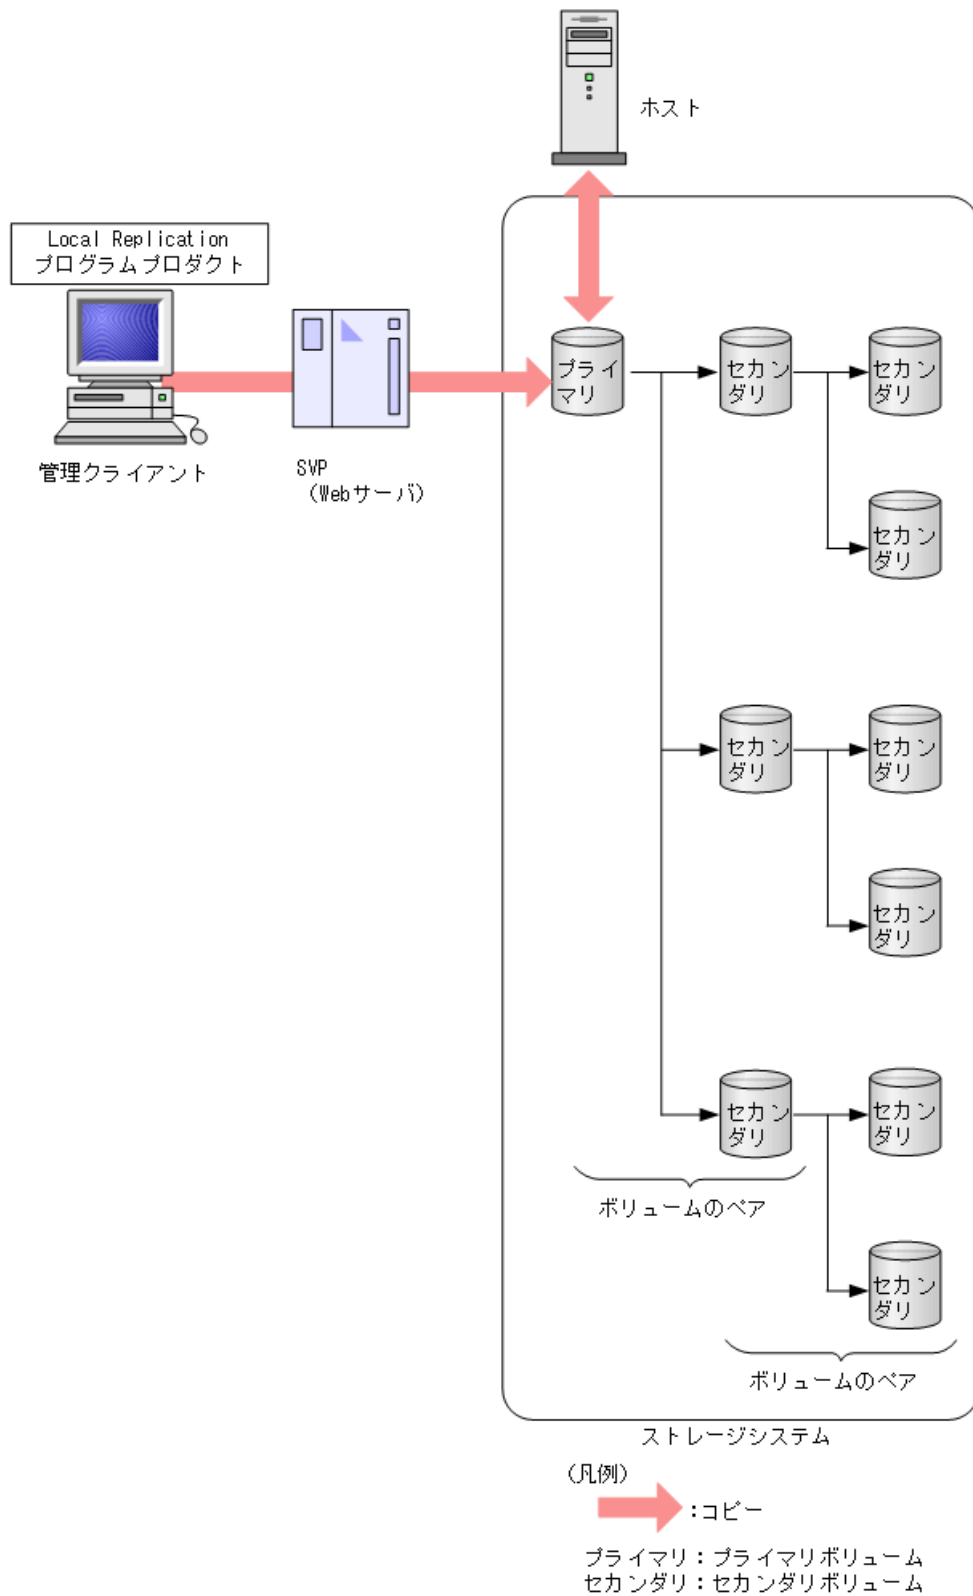 ホスト
Local Replication
プログラムプロダクト
プライ
マリ
セカン
ダリ
セカン
ダリ
管理クライアント
SVP
（Webサーバ）
セカン
ダリ
セカン
ダリ
セカン
ダリ
セカン
ダリ
セカン
ダリ
セカン
ダリ
ボリュームのペア
セカン
ダリ
ボリュームのペア
ストレージシステム
（凡例）
：コピー
プライマリ：プライマリボリューム
セカンダリ：セカンダリボリューム